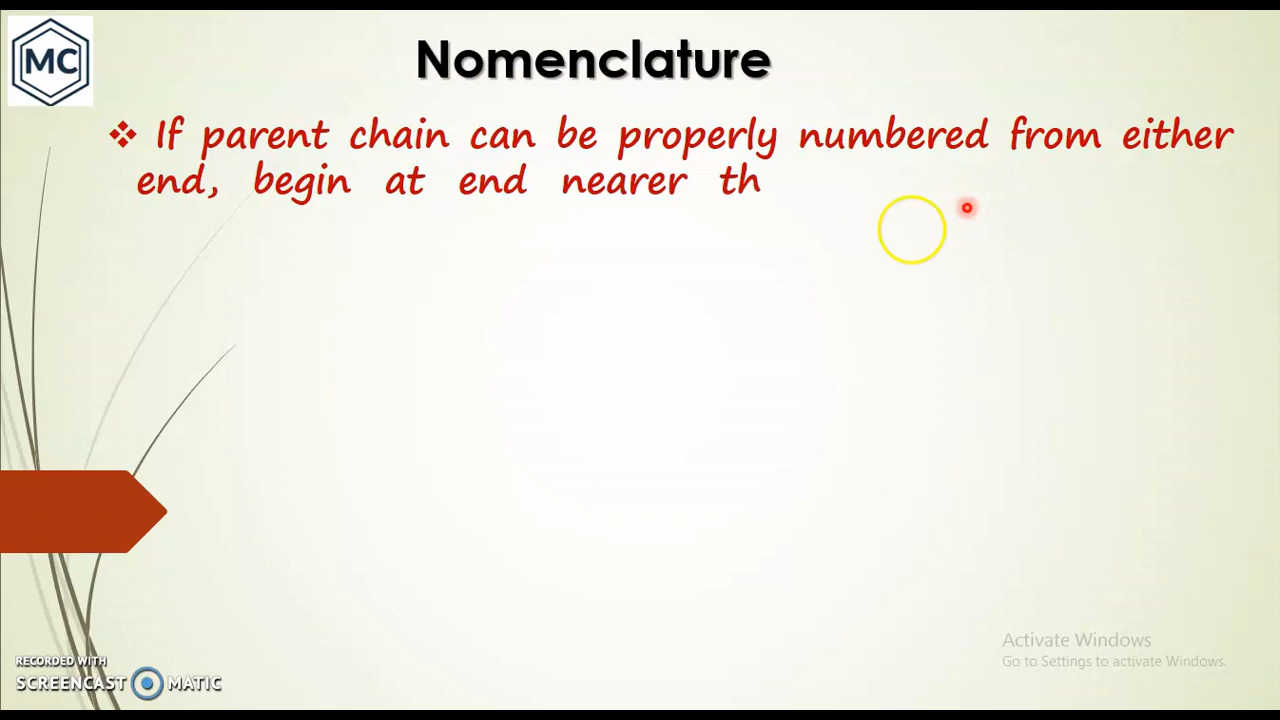 MC
Nomenclature
❖ If parent chain can be properly numbered from either
end, begin at end nearer th
Activate Windows
Go to Settings to activate Windows.
RECORDED WITH
SCREENCAST MATIC